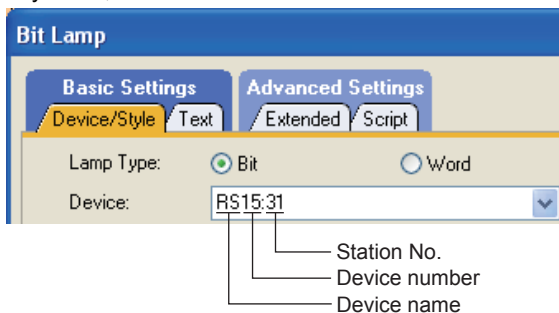 Bit Lamp
Basic Settings Advanced Settings
Device/Style Text Extended Script
Lamp Type: Bit Word
Device: RS15:31
Station No.
Device number
Device name